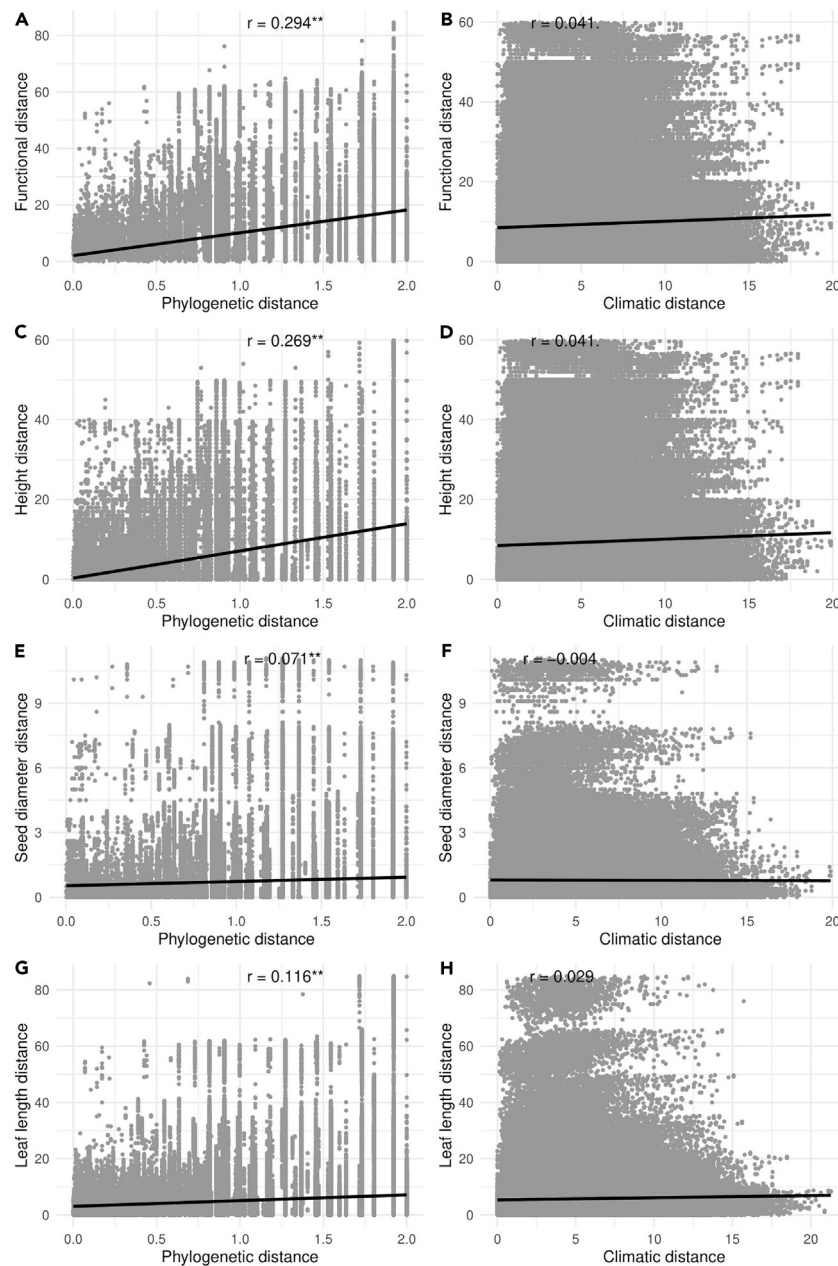 A
r = 0.294**
80
60
40
20
0
Functional distance
0.0 0.5 1.0 1.5 2.0
Phylogenetic distance
B
r = 0.041.
60
40
20
0
Functional distance
0 5 10 15 20
Climatic distance
C
r = 0.269**
60
40
20
0
Height distance
0.0 0.5 1.0 1.5 2.0
Phylogenetic distance
D
r = 0.041.
60
40
20
0
Height distance
0 5 10 15 20
Climatic distance
E
r = 0.071**
9
6
3
0
Seed diameter distance
0.0 0.5 1.0 1.5 2.0
Phylogenetic distance
F
r = −0.004
9
6
3
0
Seed diameter distance
0 5 10 15 20
Climatic distance
G
r = 0.116**
80
60
40
20
0
Leaf length distance
0.0 0.5 1.0 1.5 2.0
Phylogenetic distance
H
r = 0.029
80
60
40
20
0
Leaf length distance
0 5 10 15 20
Climatic distance